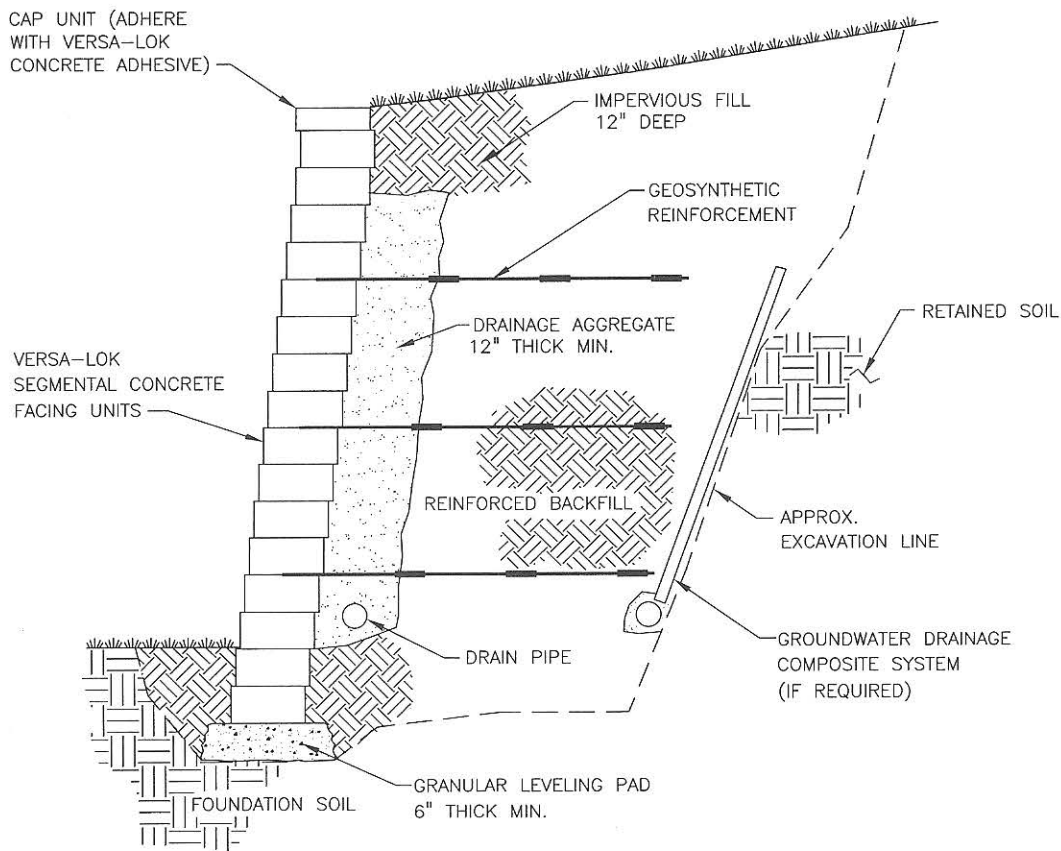 CAP UNIT (ADHERE
WITH VERSA-LOK
CONCRETE ADHESIVE)
IMPERVIOUS FILL
12" DEEP
GEOSYNTHETIC
REINFORCEMENT
RETAINED SOIL
DRAINAGE AGGREGATE
12" THICK MIN.
VERSA-LOK
SEGMENTAL CONCRETE
FACING UNITS
REINFORCED BACKFILL
APPROX.
EXCAVATION LINE
DRAIN PIPE
GROUNDWATER DRAINAGE
COMPOSITE SYSTEM
(IF REQUIRED)
GRANULAR LEVELING PAD
6" THICK MIN.
FOUNDATION SOIL